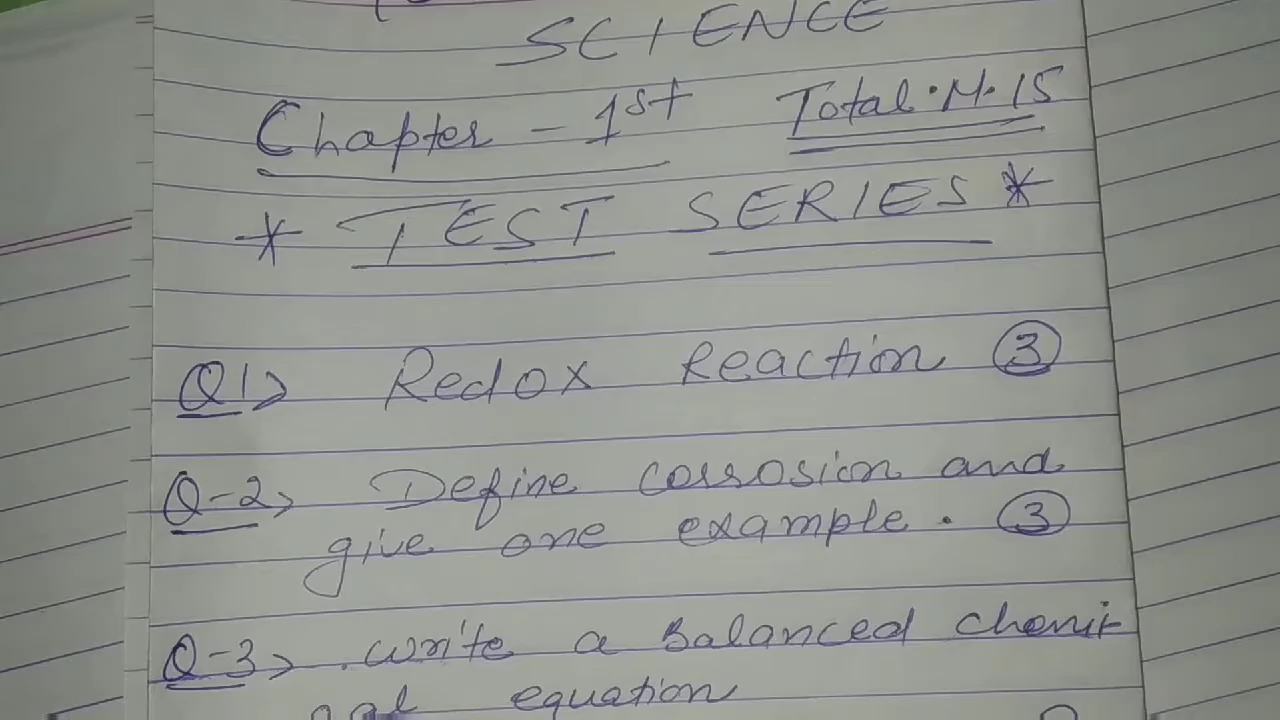 SCIENCE
Chapter - 1st Total.M.15
* TEST SERIES *
Q1> Redox Reaction 3
Q-2> Define corrosion and
give one example. 3
Q-3> write a Balanced chemi
cal equation